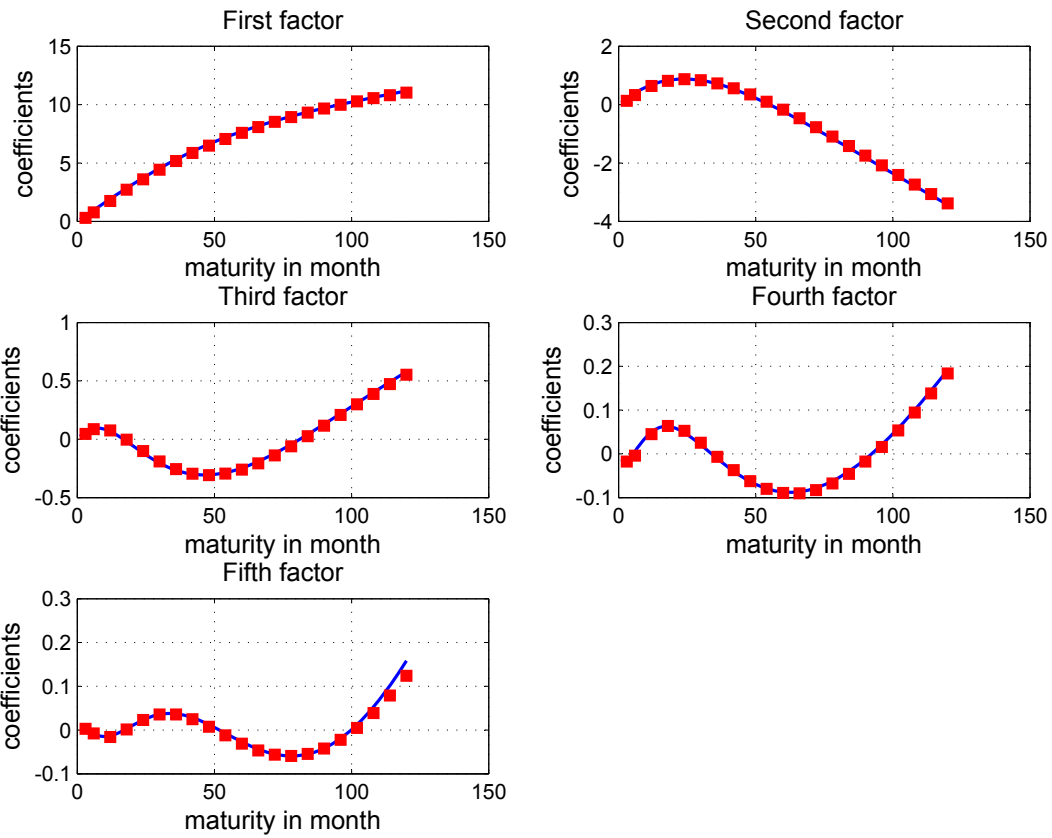 First factor
15
10
5
0
0
50
100
150
coefficients
maturity in month
Second factor
2
0
-2
-4
0
50
100
150
coefficients
maturity in month
Third factor
1
0.5
0
-0.5
0
50
100
150
coefficients
maturity in month
Fourth factor
0.3
0.2
0.1
0
-0.1
0
50
100
150
coefficients
maturity in month
Fifth factor
0.3
0.2
0.1
0
-0.1
0
50
100
150
coefficients
maturity in month